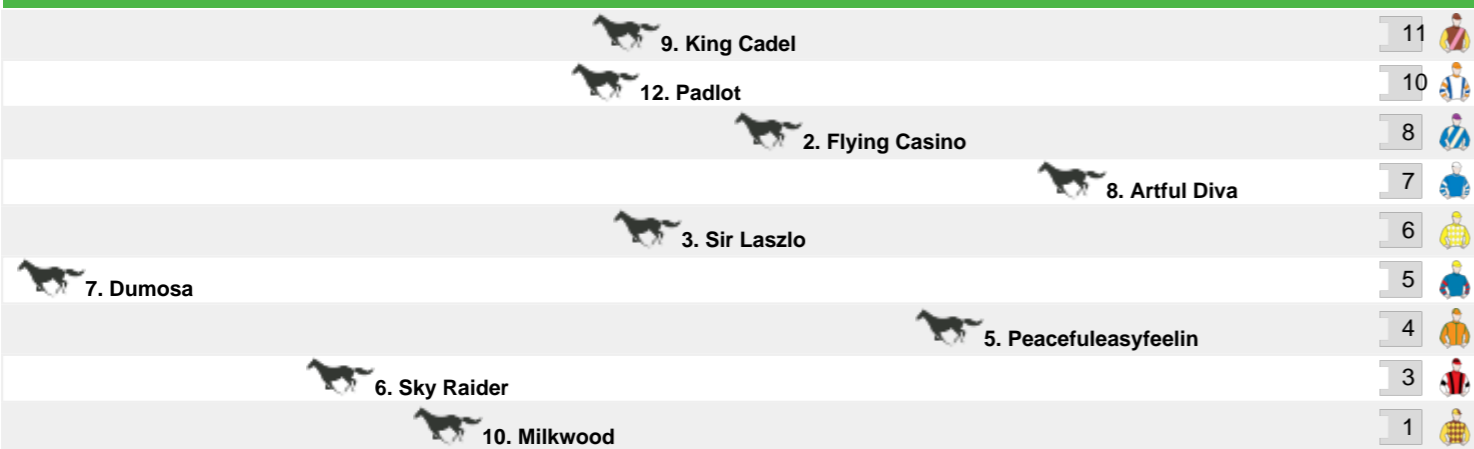 9. King Cadel 11
12. Padlot 10
2. Flying Casino 8
8. Artful Diva 7
3. Sir Laszlo 6
7. Dumosa 5
5. Peacefuleasyfeelin 4
6. Sky Raider 3
10. Milkwood 1